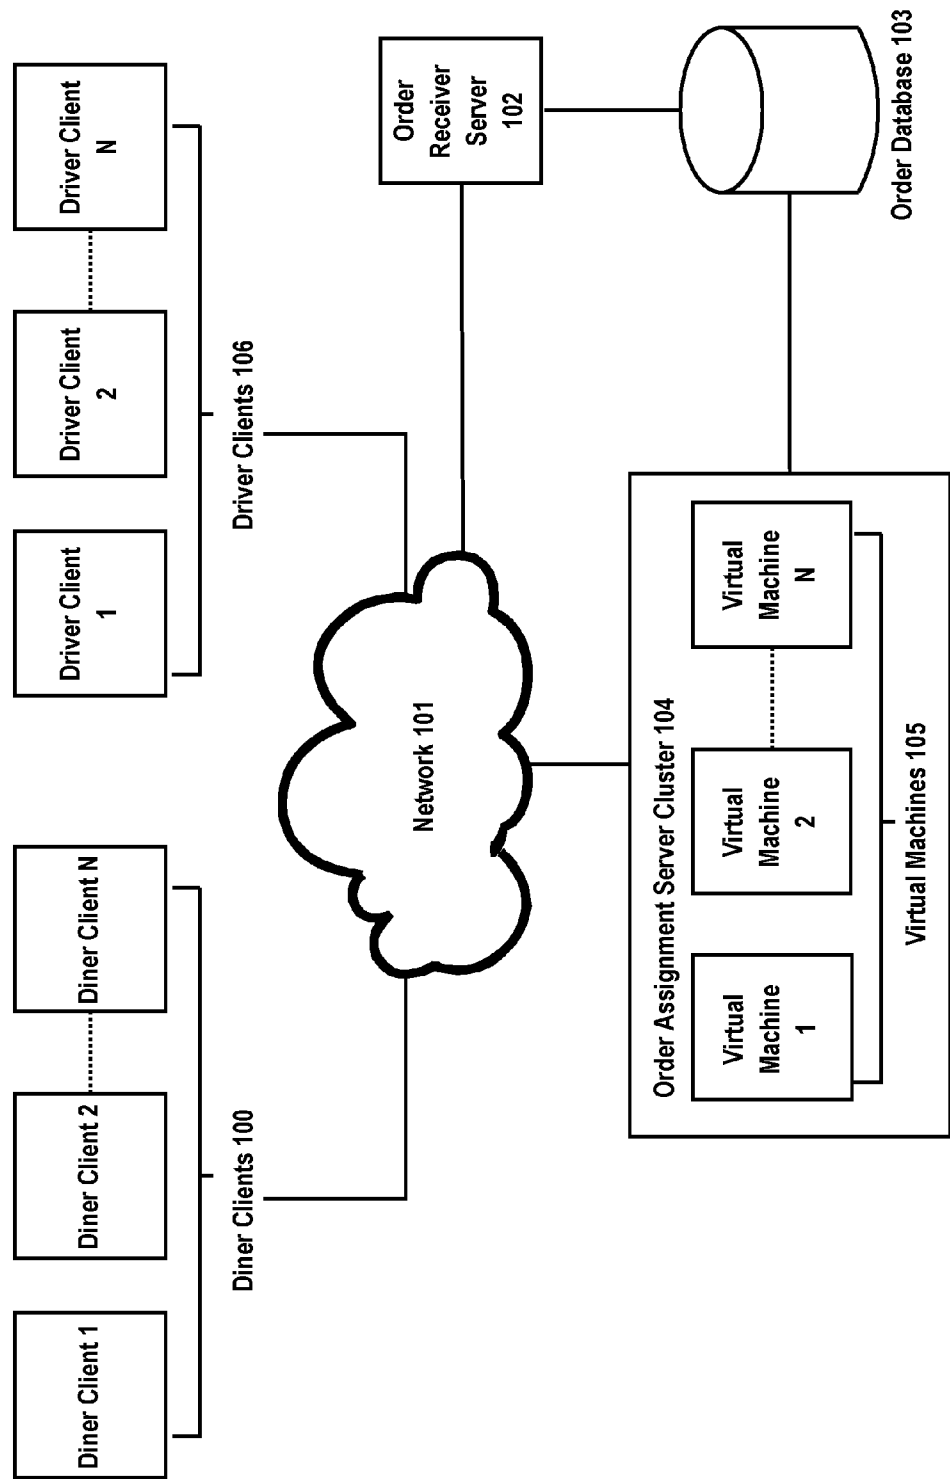 Diner Client 1
Diner Client 2
Diner Client N
Driver Client
1
Driver Client
2
Driver Client
N
Diner Clients 100
Driver Clients 106
Network 101
Order
Receiver
Server
102
Order Assignment Server Cluster 104
Virtual
Machine
1
Virtual
Machine
2
Virtual
Machine
N
Virtual Machines 105
Order Database 103